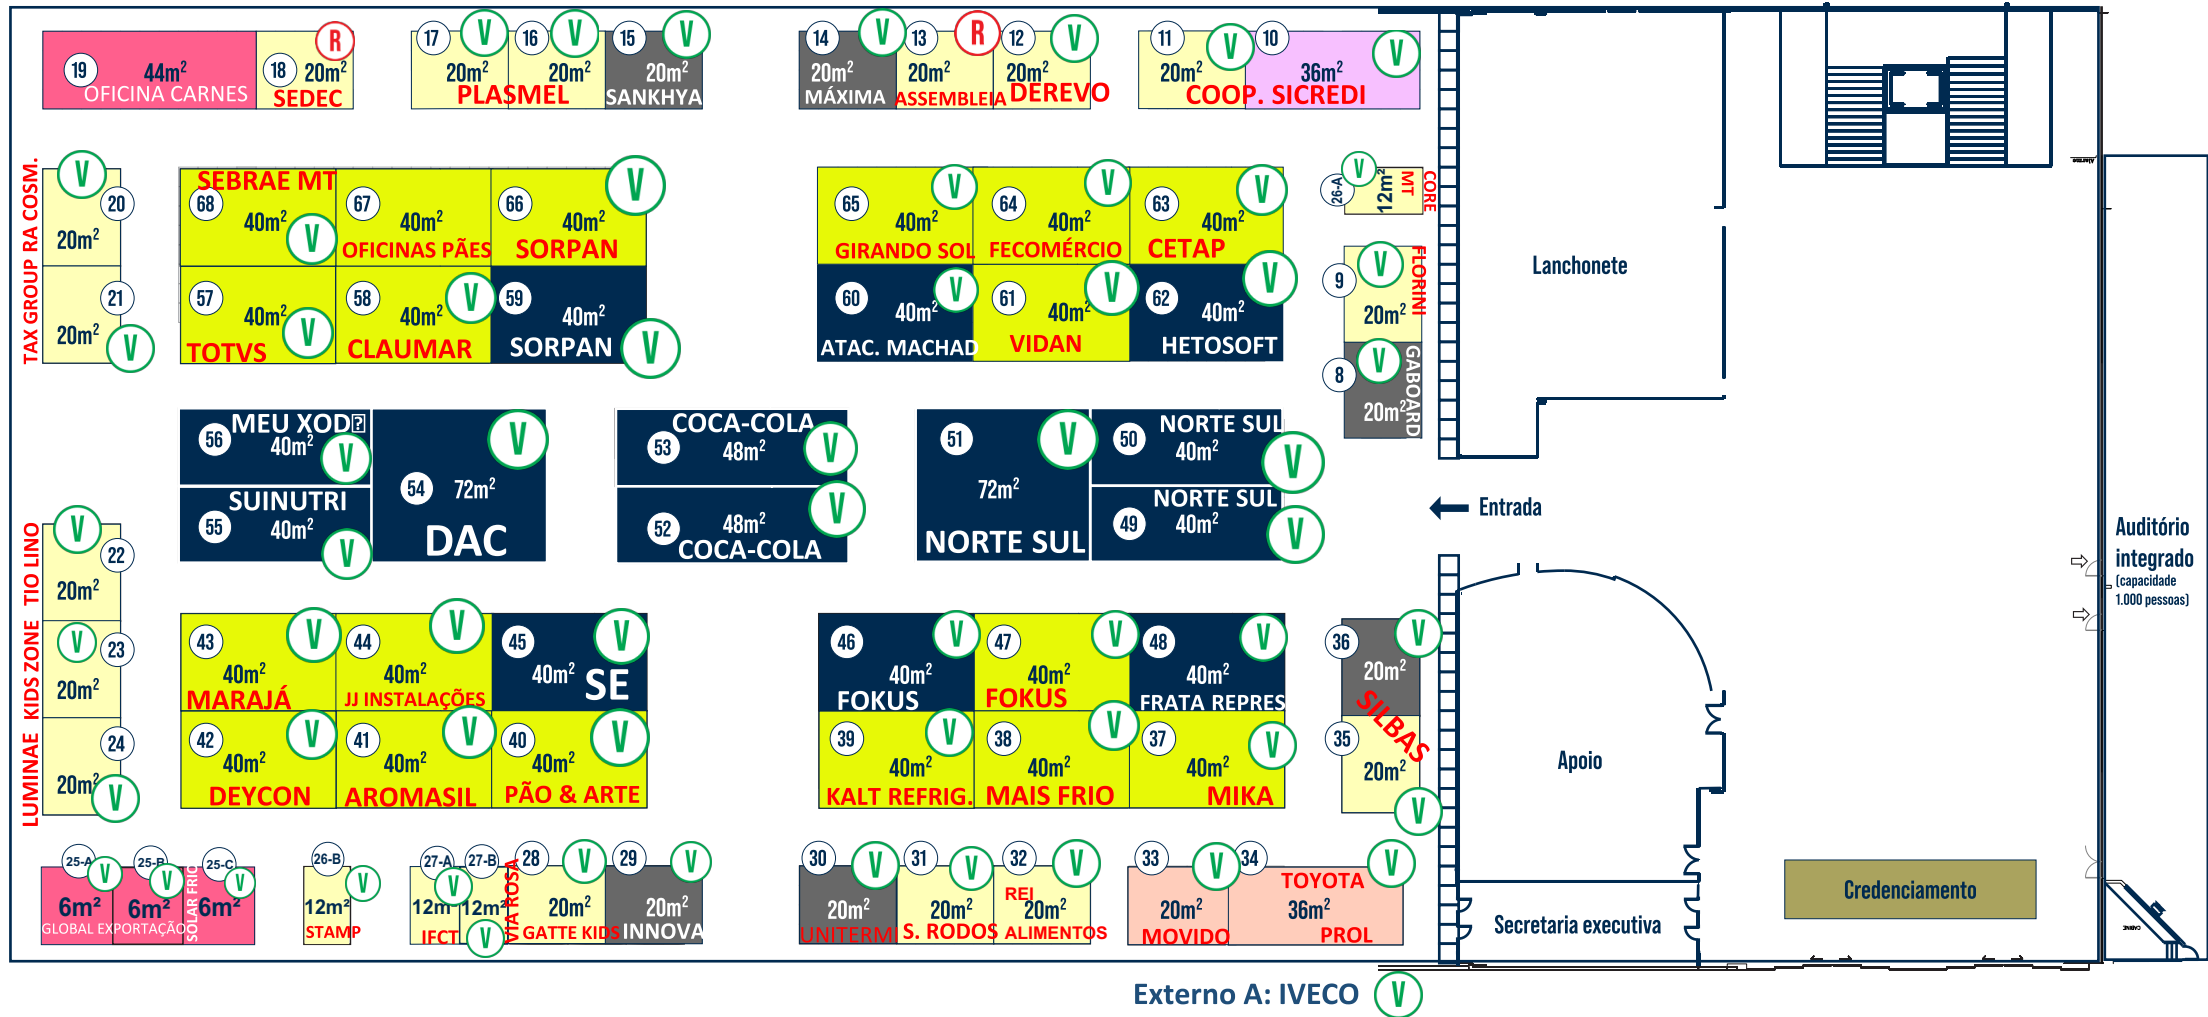 19 44m² OFICINA CARNES
18 20m² R SEDEC
17 20m² V
16 20m² V
PLASMEL
15 20m² V SANKHYA
14 20m² V MÁXIMA
13 20m² R ASSEMBLEIA
12 20m² V DEREVO
11 20m² V
10 36m² V
COOP. SICREDI
TAX GROUP RA COSM.
V 20 20m²
21 20m² V
SEBRAE MT
68 40m² V
67 40m² OFICINAS PÃES
66 40m² V SORPAN
57 40m² V TOTVS
58 40m² V CLAUMAR
59 40m² V SORPAN
65 40m² V GIRANDO SOL
64 40m² V FECOMÉRCIO
63 40m² V CETAP
60 40m² V ATAC. MACHAD
61 40m² V VIDAN
62 40m² V HETOSOFT
26-A V 12m² CORE MT
9 V 20m² FLORINI
8 V 20m² GABOARD
Lanchonete
Alarme
56 MEU XOD 40m² V
55 SUINUTRI 40m² V
54 72m² V DAC
53 COCA-COLA 48m² V
52 48m² V COCA-COLA
51 72m² V NORTE SUL
50 NORTE SUL 40m² V
49 NORTE SUL 40m² V
Entrada
Auditório
integrado
(capacidade
1.000 pessoas)
LUMINAE KIDS ZONE TIO LINO
V 22 20m²
V 23 20m²
24 20m² V
43 40m² V MARAJÁ
44 40m² V JJ INSTALAÇÕES
45 40m² V SE
42 40m² V DEYCON
41 40m² V AROMASIL
40 40m² V PÃO & ARTE
46 40m² V FOKUS
47 40m² V FOKUS
48 40m² V FRATA REPRES
39 40m² V KALT REFRIG.
38 40m² V MAIS FRIO
37 40m² V MIKA
36 20m² V
SILBAS
35 20m² V
Apoio
25-A V 6m²
25-B V 6m²
GLOBAL EXPORTAÇÃO
25-C V 6m² SOLAR FRIO
26-B 12m² V STAMP
27-A 12m² V IFCT
27-B 12m² V VIA ROSA
28 20m² V GATTE KIDS
29 20m² V INNOVA
30 20m² V UNITERMI
31 20m² V S. RODOS
32 20m² V REI ALIMENTOS
33 20m² V MOVIDO
34 V TOYOTA 36m² PROL
Secretaria executiva
Credenciamento
CABINE
Externo A: IVECO V